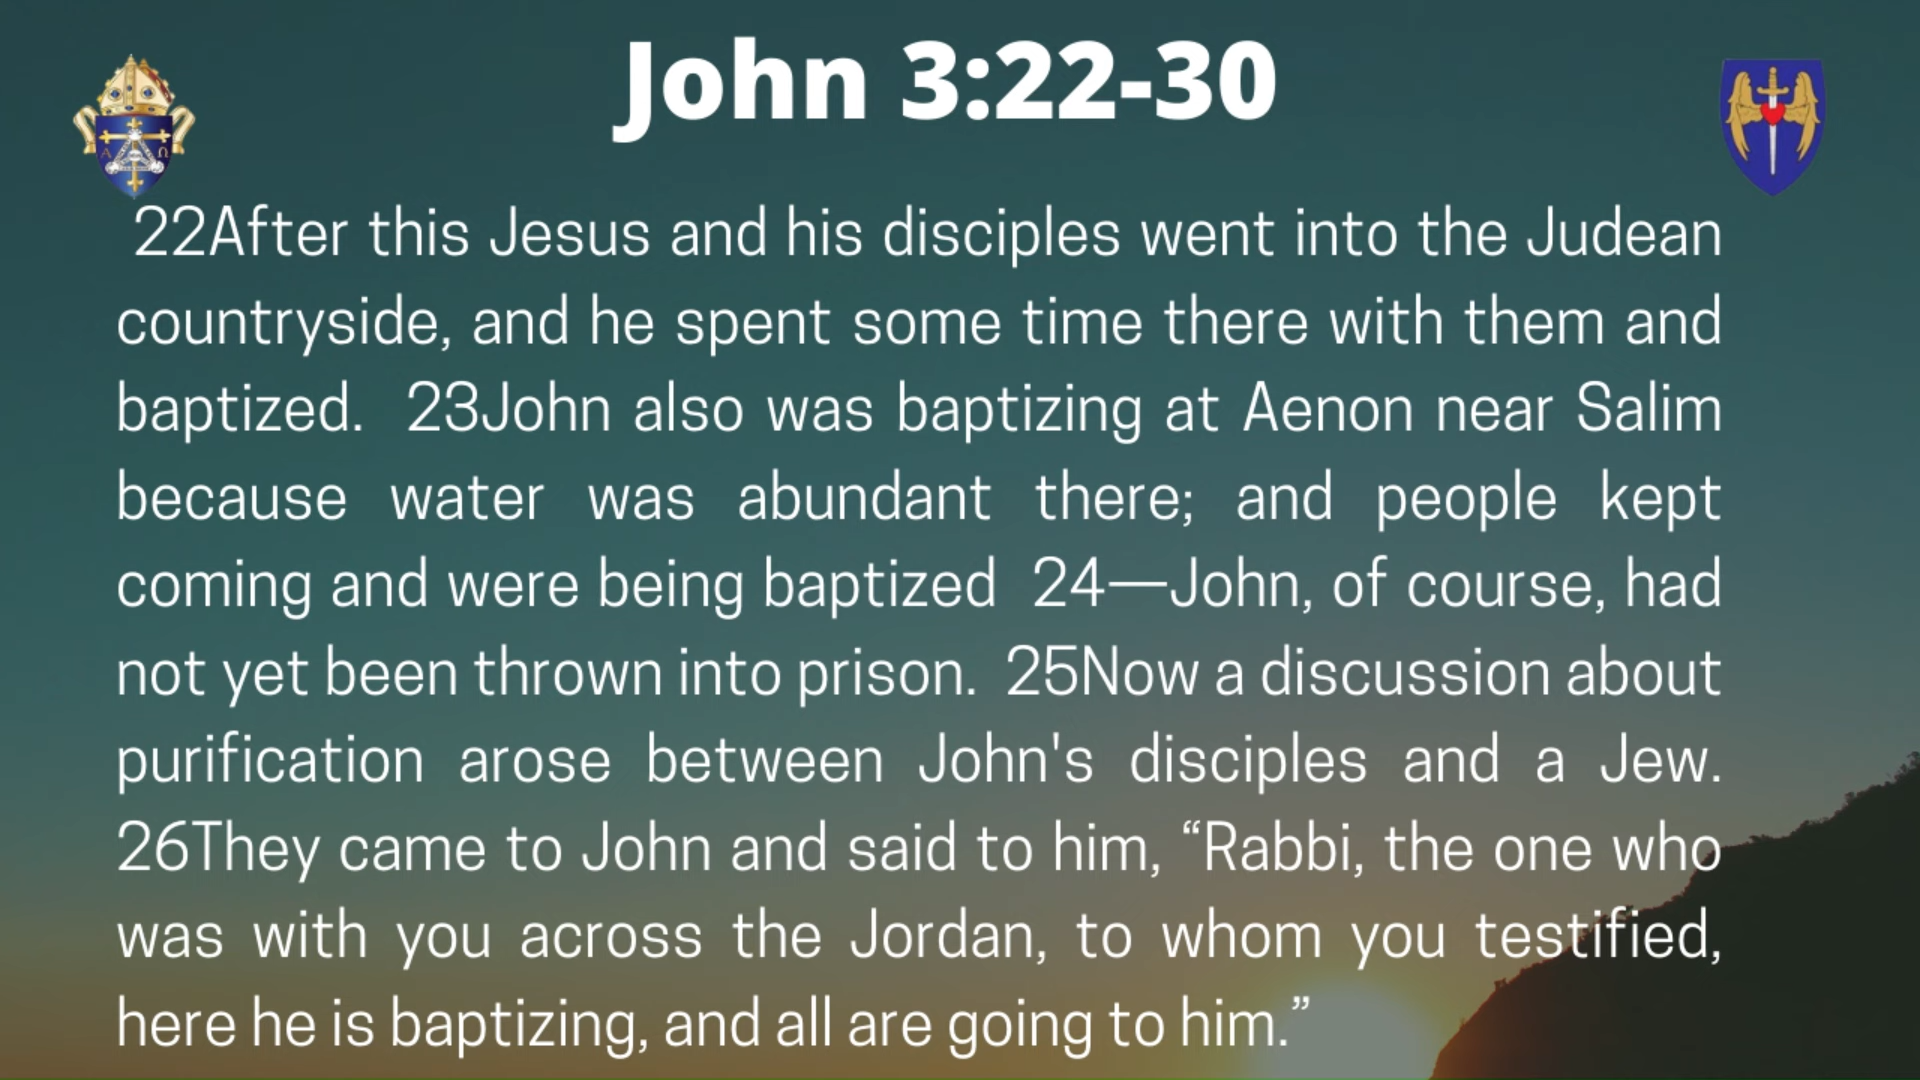 John 3:22-30
22After this Jesus and his disciples went into the Judean
countryside, and he spent some time there with them and
baptized. 23John also was baptizing at Aenon near Salim
because water was abundant there; and people kept
coming and were being baptized 24—John, of course, had
not yet been thrown into prison. 25Now a discussion about
purification arose between John's disciples and a Jew.
26They came to John and said to him, “Rabbi, the one who
was with you across the Jordan, to whom you testified,
here he is baptizing, and all are going to him.”